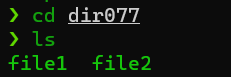 ❯ cd dir077
❯ ls
file1  file2